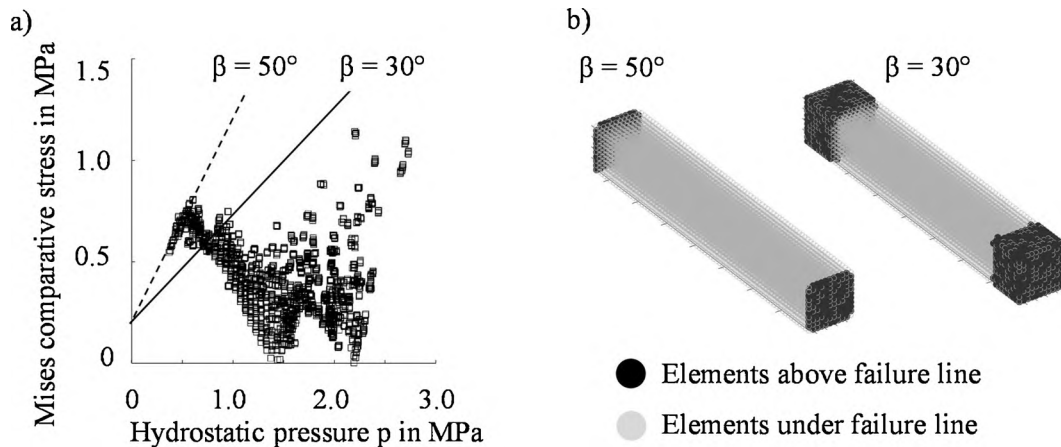 a)
β = 50°
β = 30°
Mises comparative stress in MPa
1.5
1.0
0.5
0
0
1.0
2.0
3.0
Hydrostatic pressure p in MPa
b)
β = 50°
β = 30°
Elements above failure line
Elements under failure line